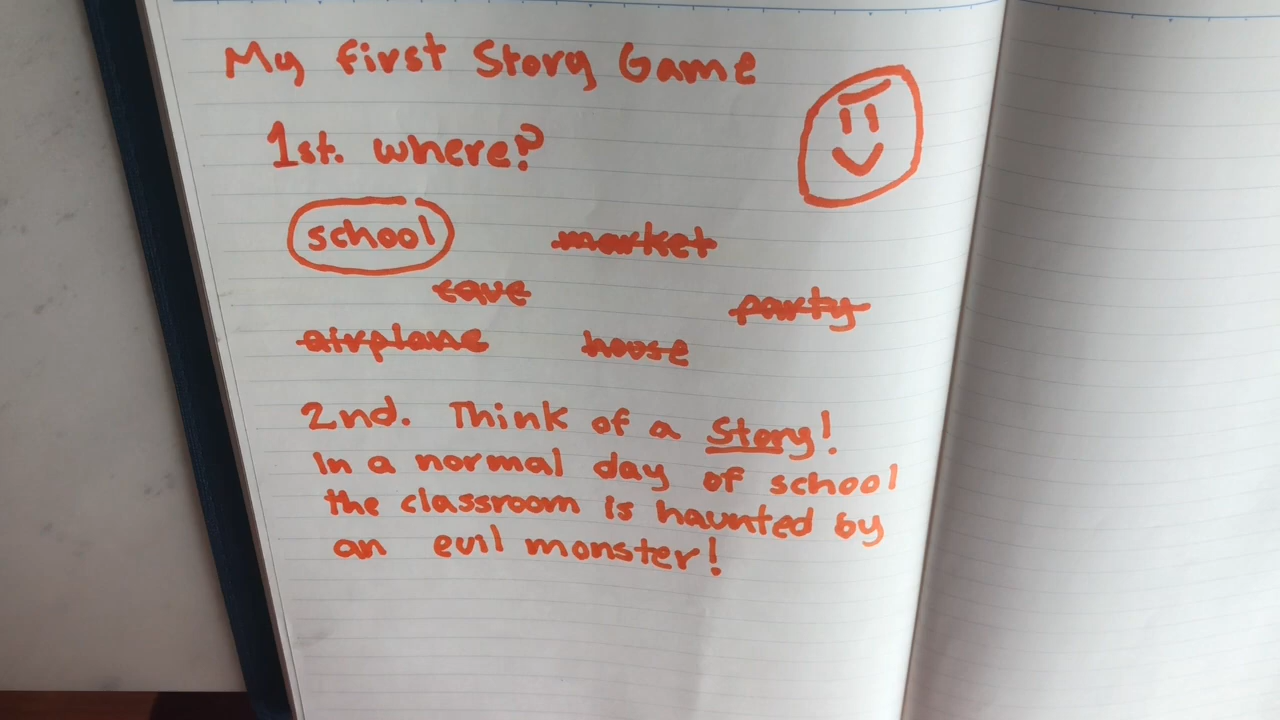 My first Story Game
1st. where?
school market
cave party
airplane house
2nd. Think of a Story!
In a normal day of school
the classroom is haunted by
an evil monster!